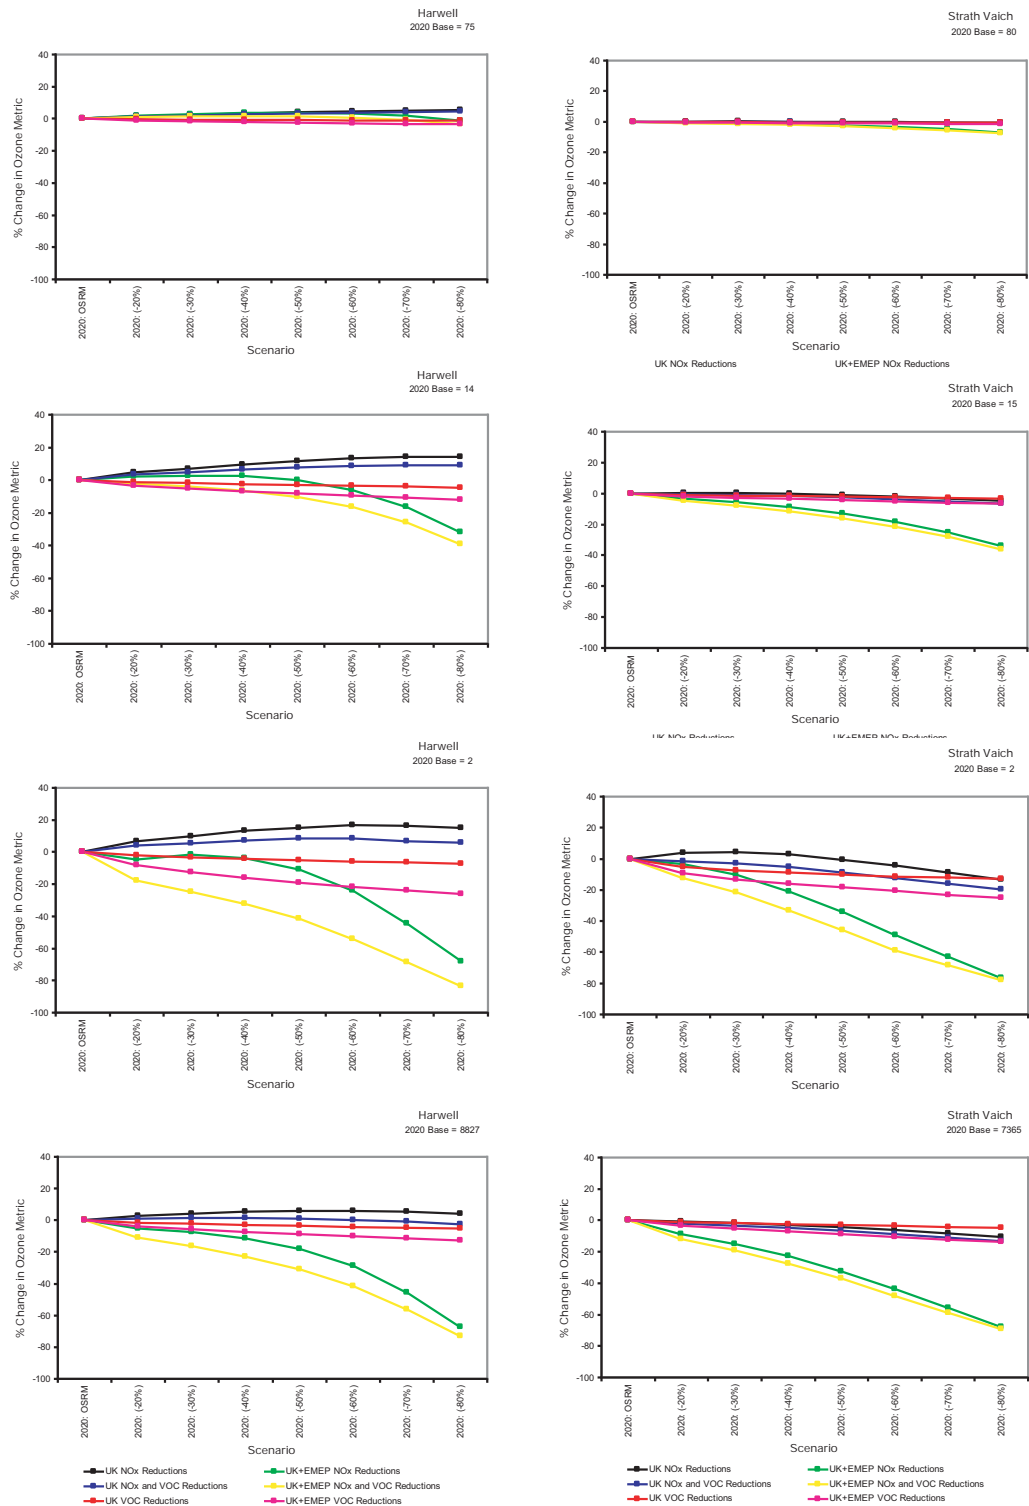 Harwell
2020 Base = 75
% Change in Ozone Metric
40
20
0
-20
-40
-60
-80
-100
2020: OSRM
2020: (-20%)
2020: (-30%)
2020: (-40%)
2020: (-50%)
2020: (-60%)
2020: (-70%)
2020: (-80%)
Scenario
Strath Vaich
2020 Base = 80
% Change in Ozone Metric
40
20
0
-20
-40
-60
-80
-100
2020: OSRM
2020: (-20%)
2020: (-30%)
2020: (-40%)
2020: (-50%)
2020: (-60%)
2020: (-70%)
2020: (-80%)
Scenario
UK NOx Reductions
UK+EMEP NOx Reductions
Harwell
2020 Base = 14
% Change in Ozone Metric
40
20
0
-20
-40
-60
-80
-100
2020: OSRM
2020: (-20%)
2020: (-30%)
2020: (-40%)
2020: (-50%)
2020: (-60%)
2020: (-70%)
2020: (-80%)
Scenario
Strath Vaich
2020 Base = 15
% Change in Ozone Metric
40
20
0
-20
-40
-60
-80
-100
2020: OSRM
2020: (-20%)
2020: (-30%)
2020: (-40%)
2020: (-50%)
2020: (-60%)
2020: (-70%)
2020: (-80%)
Scenario
UK NOx Reductions
UK+EMEP NOx Reductions
Harwell
2020 Base = 2
% Change in Ozone Metric
40
20
0
-20
-40
-60
-80
-100
2020: OSRM
2020: (-20%)
2020: (-30%)
2020: (-40%)
2020: (-50%)
2020: (-60%)
2020: (-70%)
2020: (-80%)
Scenario
Strath Vaich
2020 Base = 2
% Change in Ozone Metric
40
20
0
-20
-40
-60
-80
-100
2020: OSRM
2020: (-20%)
2020: (-30%)
2020: (-40%)
2020: (-50%)
2020: (-60%)
2020: (-70%)
2020: (-80%)
Scenario
Harwell
2020 Base = 8827
% Change in Ozone Metric
40
20
0
-20
-40
-60
-80
-100
2020: OSRM
2020: (-20%)
2020: (-30%)
2020: (-40%)
2020: (-50%)
2020: (-60%)
2020: (-70%)
2020: (-80%)
Scenario
UK NOx Reductions
UK+EMEP NOx Reductions
UK NOx and VOC Reductions
UK+EMEP NOx and VOC Reductions
UK VOC Reductions
UK+EMEP VOC Reductions
Strath Vaich
2020 Base = 7365
% Change in Ozone Metric
40
20
0
-20
-40
-60
-80
-100
2020: OSRM
2020: (-20%)
2020: (-30%)
2020: (-40%)
2020: (-50%)
2020: (-60%)
2020: (-70%)
2020: (-80%)
Scenario
UK NOx Reductions
UK+EMEP NOx Reductions
UK NOx and VOC Reductions
UK+EMEP NOx and VOC Reductions
UK VOC Reductions
UK+EMEP VOC Reductions